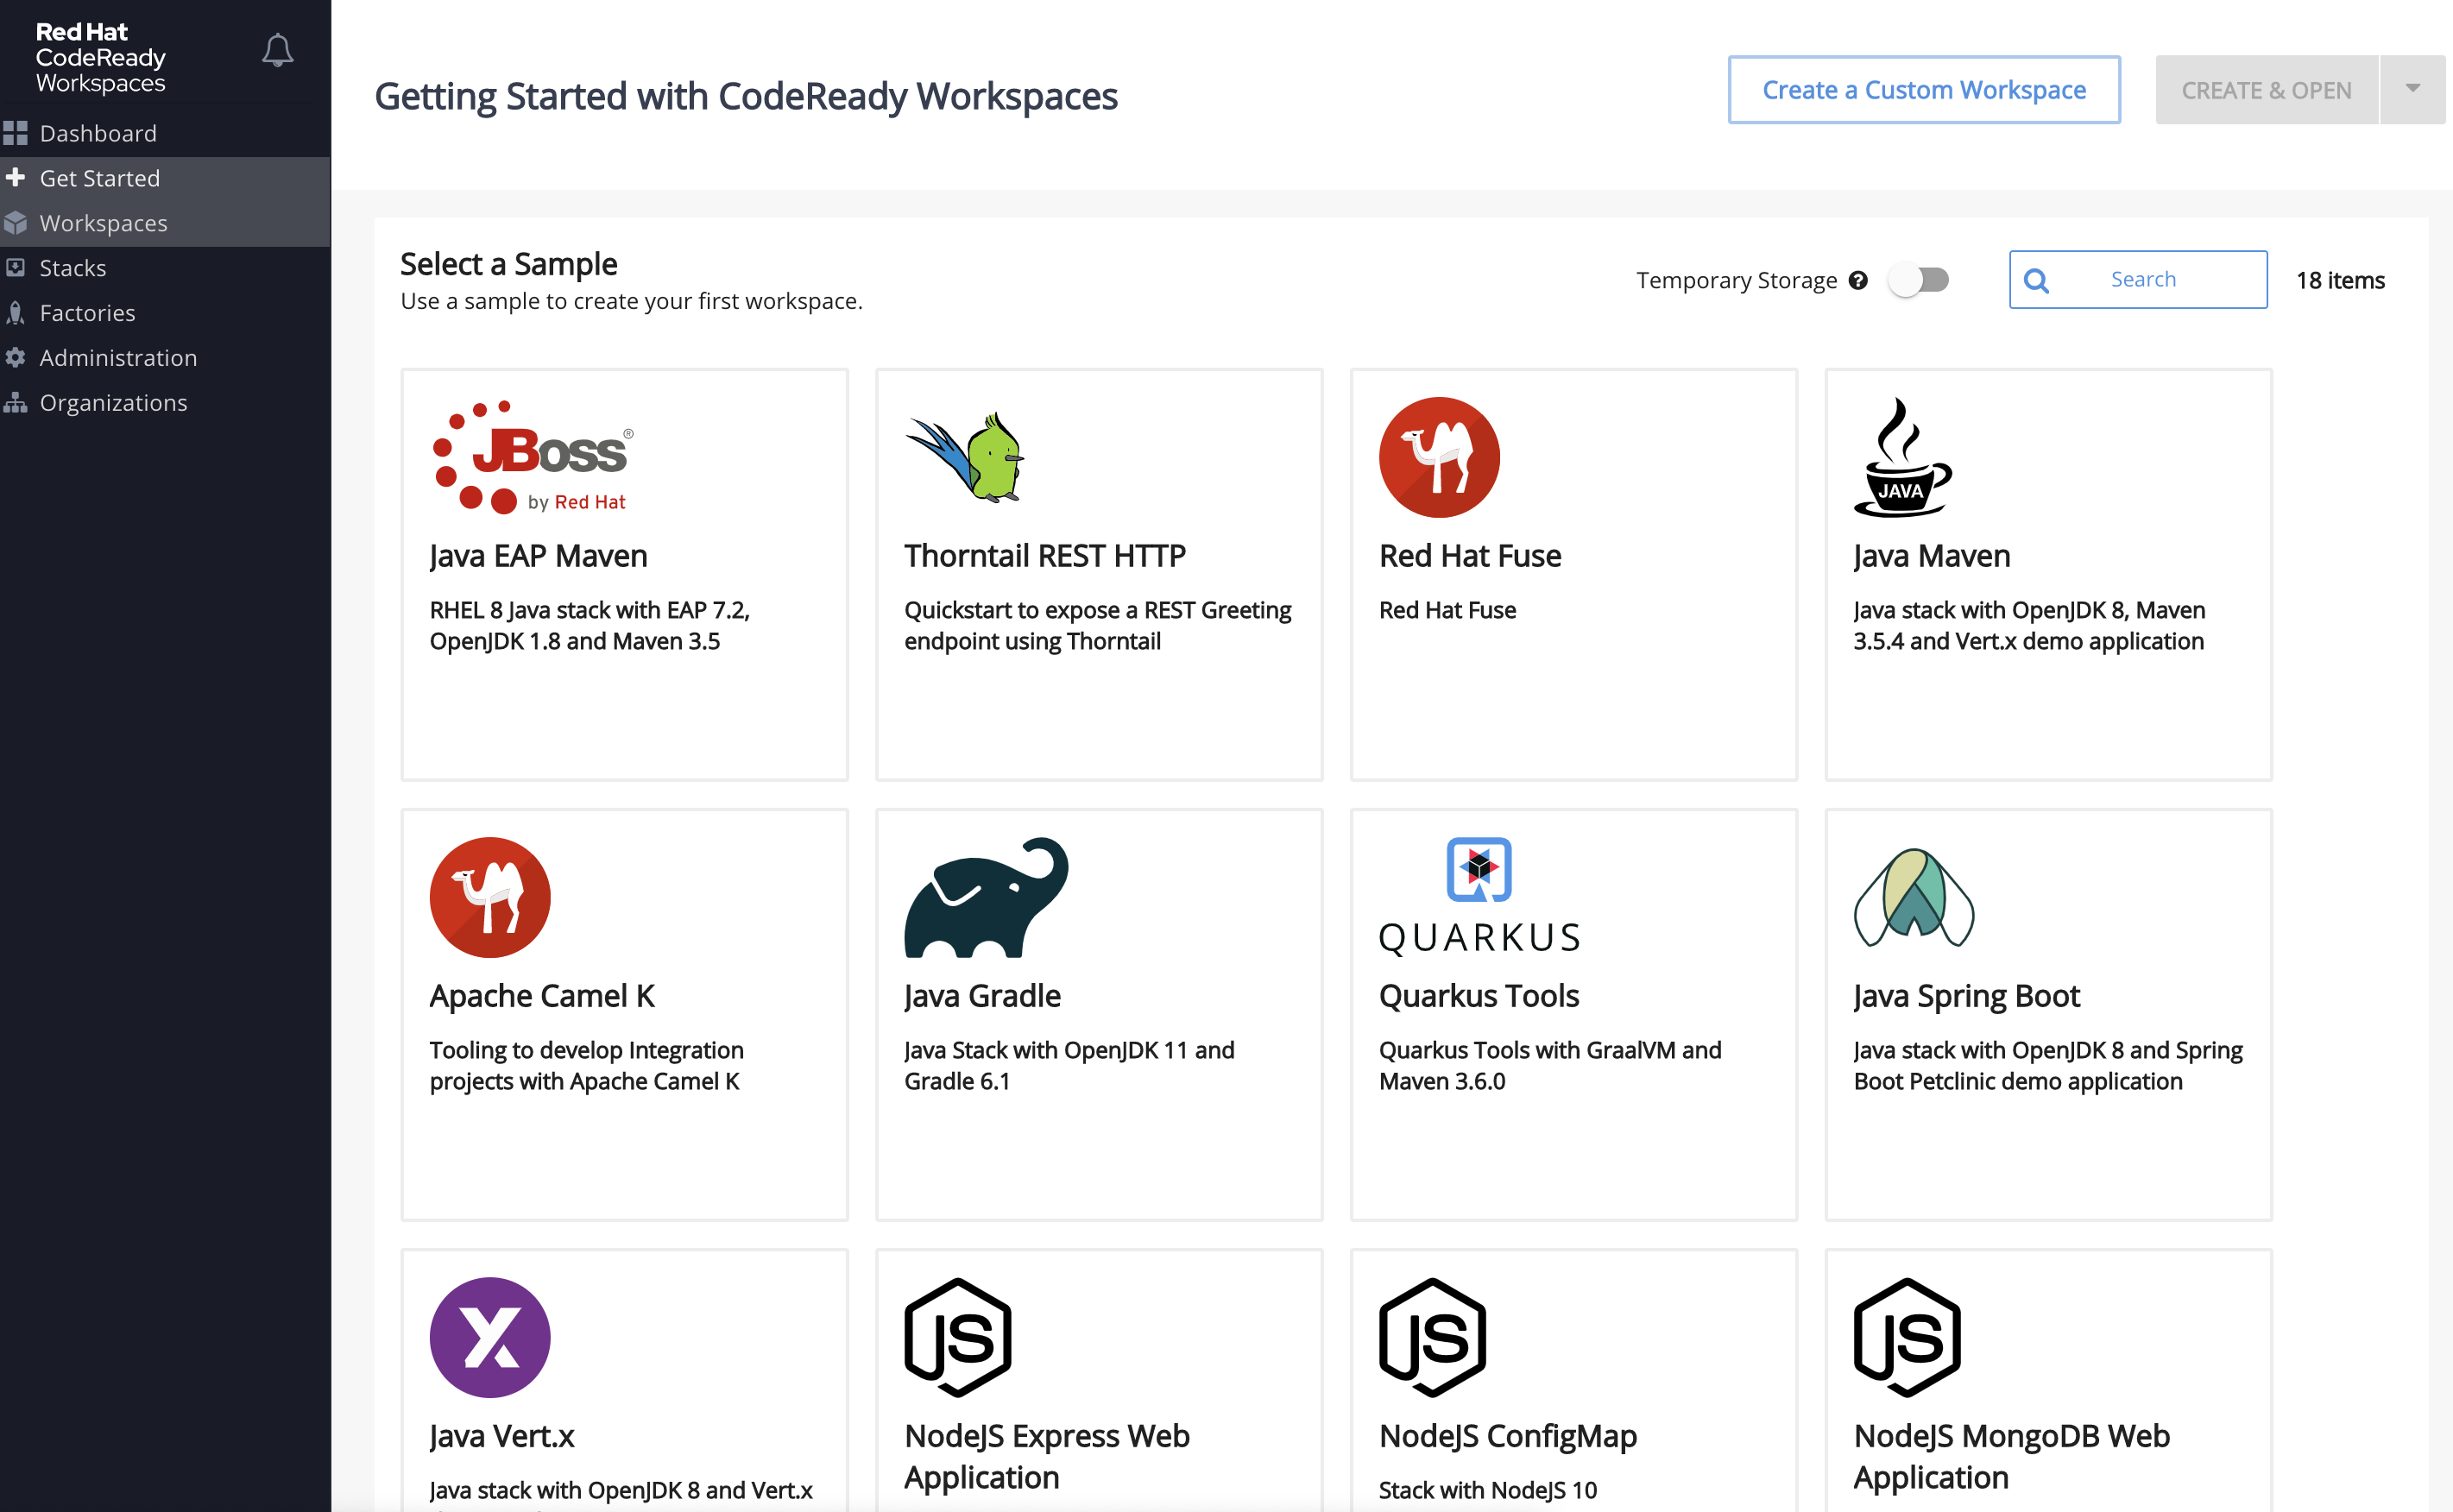 Red Hat
CodeReady
Workspaces
Dashboard
Get Started
Workspaces
Stacks
Factories
Administration
Organizations
Getting Started with CodeReady Workspaces
Create a Custom Workspace
CREATE & OPEN
Select a Sample
Use a sample to create your first workspace.
Temporary Storage ?
Search
18 items
JBoss®
by Red Hat
Java EAP Maven
RHEL 8 Java stack with EAP 7.2,
OpenJDK 1.8 and Maven 3.5
Thorntail REST HTTP
Quickstart to expose a REST Greeting
endpoint using Thorntail
Red Hat Fuse
Red Hat Fuse
JAVA
Java Maven
Java stack with OpenJDK 8, Maven
3.5.4 and Vert.x demo application
Apache Camel K
Tooling to develop Integration
projects with Apache Camel K
Java Gradle
Java Stack with OpenJDK 11 and
Gradle 6.1
QUARKUS
Quarkus Tools
Quarkus Tools with GraalVM and
Maven 3.6.0
Java Spring Boot
Java stack with OpenJDK 8 and Spring
Boot Petclinic demo application
Java Vert.x
Java stack with OpenJDK 8 and Vert.x
JS
NodeJS Express Web
Application
JS
NodeJS ConfigMap
Stack with NodeJS 10
JS
NodeJS MongoDB Web
Application